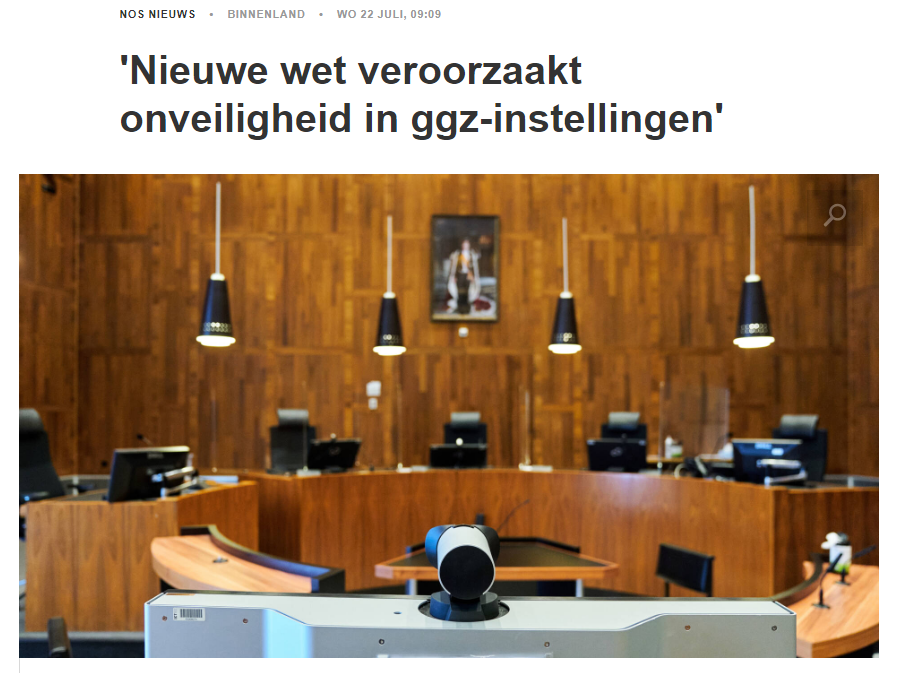 NOS NIEUWS • BINNENLAND • WO 22 JULI, 09:09
'Nieuwe wet veroorzaakt
onveiligheid in ggz-instellingen'